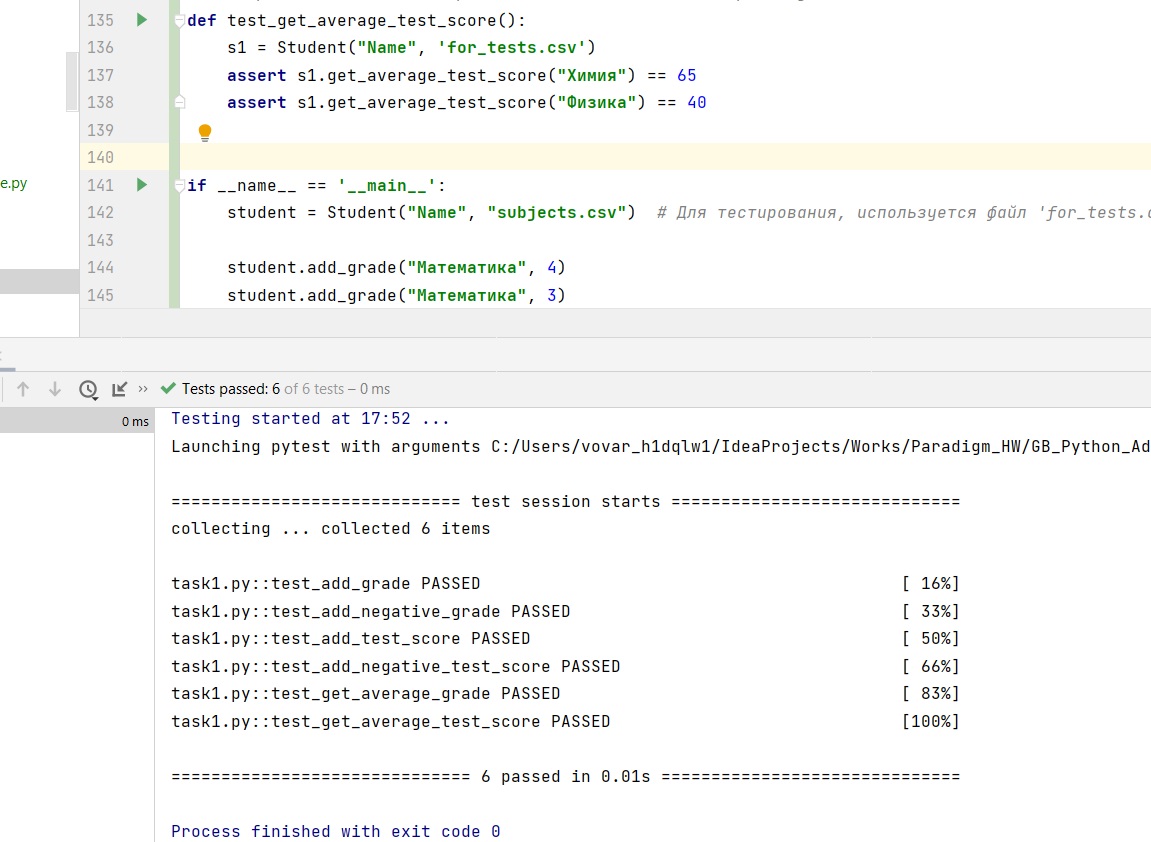 135 def test_get_average_test_score():
136 s1 = Student("Name", 'for_tests.csv')
137 assert s1.get_average_test_score("Химия") == 65
138 assert s1.get_average_test_score("Физика") == 40
139
140
e.py
141 if __name__ == '__main__':
142 student = Student("Name", "subjects.csv") # Для тестирования, используется файл 'for_tests.c
143
144 student.add_grade("Математика", 4)
145 student.add_grade("Математика", 3)
Tests passed: 6 of 6 tests – 0 ms
0 ms
Testing started at 17:52 ...
Launching pytest with arguments C:/Users/vovar_h1dqlw1/IdeaProjects/Works/Paradigm_HW/GB_Python_Ad
============================= test session starts =============================
collecting ... collected 6 items
task1.py::test_add_grade PASSED [ 16%]
task1.py::test_add_negative_grade PASSED [ 33%]
task1.py::test_add_test_score PASSED [ 50%]
task1.py::test_add_negative_test_score PASSED [ 66%]
task1.py::test_get_average_grade PASSED [ 83%]
task1.py::test_get_average_test_score PASSED [100%]
============================== 6 passed in 0.01s ==============================
Process finished with exit code 0